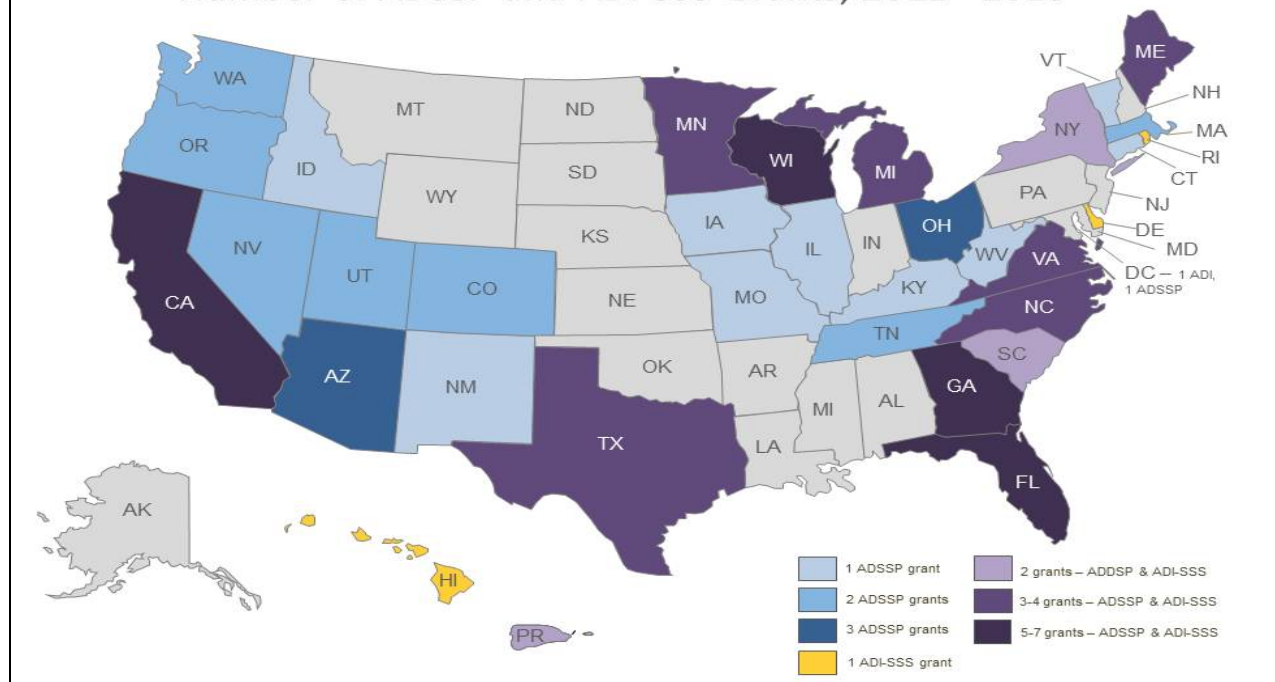 WA
MT
ND
MN
VT
ME
NH
OR
ID
WY
SD
WI
MI
NY
MA
RI
CT
NV
UT
CO
KS
NE
IA
IL
IN
OH
PA
NJ
DE
MD
DC – 1 ADI,
1 ADSSP
CA
AZ
NM
OK
MO
KY
WV
VA
NC
TN
SC
TX
AR
LA
MI
AL
GA
FL
AK
HI
PR
1 ADSSP grant
2 ADSSP grants
3 ADSSP grants
1 ADI-SSS grant
2 grants – ADDSP & ADI-SSS
3-4 grants – ADSSP & ADI-SSS
5-7 grants – ADSSP & ADI-SSS